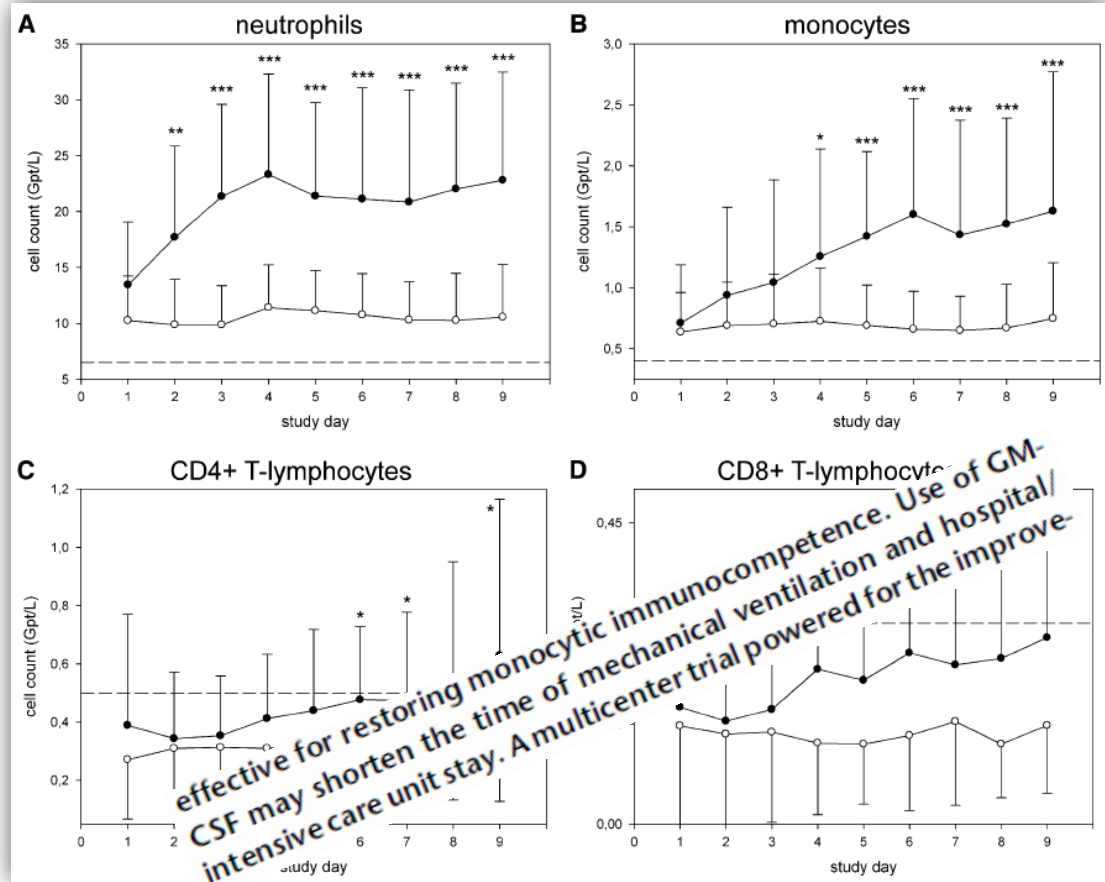 A
neutrophils
35
30
25
20
15
10
5
cell count (Gpt/L)
**
***
***
***
***
***
***
***
0 1 2 3 4 5 6 7 8 9
study day
B
monocytes
3,0
2,5
2,0
1,5
1,0
0,5
cell count (Gpt/L)
*
***
***
***
***
***
0 1 2 3 4 5 6 7 8 9
study day
C
CD4+ T-lymphocytes
1,2
1,0
0,8
0,6
0,4
0,2
cell count (Gpt/L)
*
*
*
0 1 2 6 7 8 9
study day
D
CD8+ T-lymphocytes
0,45
0,00
0 1 2 3 4 5 6 7 8 9
study day
effective for restoring monocytic immunocompetence. Use of GM-
CSF may shorten the time of mechanical ventilation and hospital/
intensive care unit stay. A multicenter trial powered for the improve-